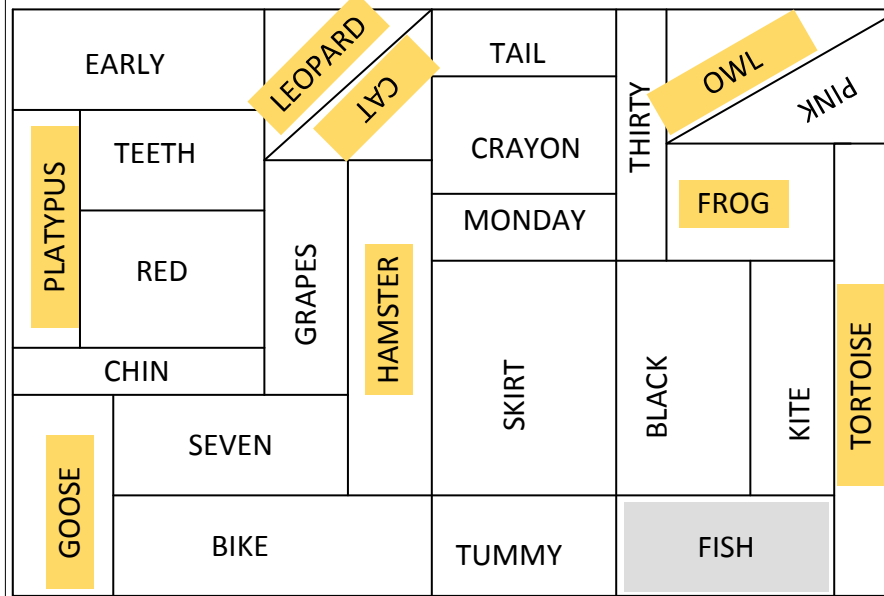 EARLY
LEOPARD
CAT
TAIL
THIRTY
OWL
PINK
PLATYPUS
TEETH
CRAYON
FROG
MONDAY
RED
GRAPES
HAMSTER
CHIN
SKIRT
BLACK
KITE
TORTOISE
GOOSE
SEVEN
BIKE
TUMMY
FISH